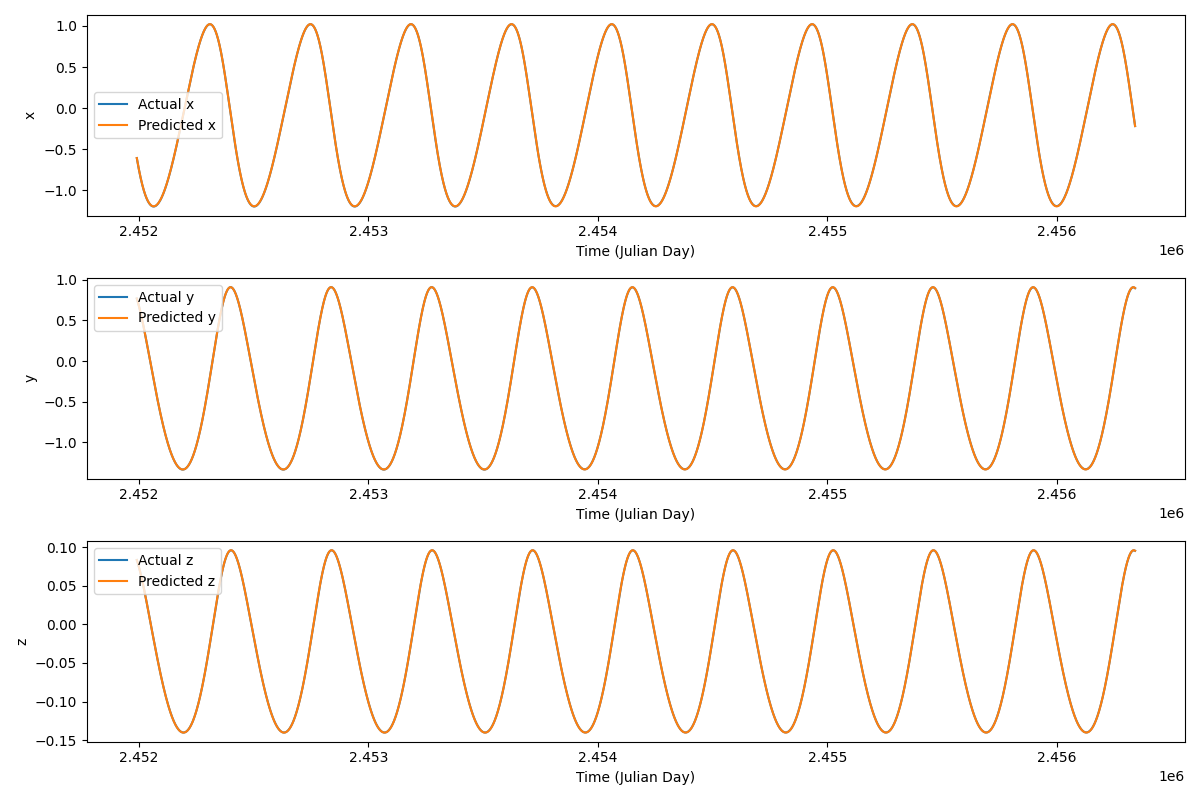 1.0
0.5
0.0
−0.5
−1.0
x
Actual x
Predicted x
2.452 2.453 2.454 2.455 2.456
Time (Julian Day)
1e6
1.0
0.5
0.0
−0.5
−1.0
y
Actual y
Predicted y
2.452 2.453 2.454 2.455 2.456
Time (Julian Day)
1e6
0.10
0.05
0.00
−0.05
−0.10
−0.15
z
Actual z
Predicted z
2.452 2.453 2.454 2.455 2.456
Time (Julian Day)
1e6